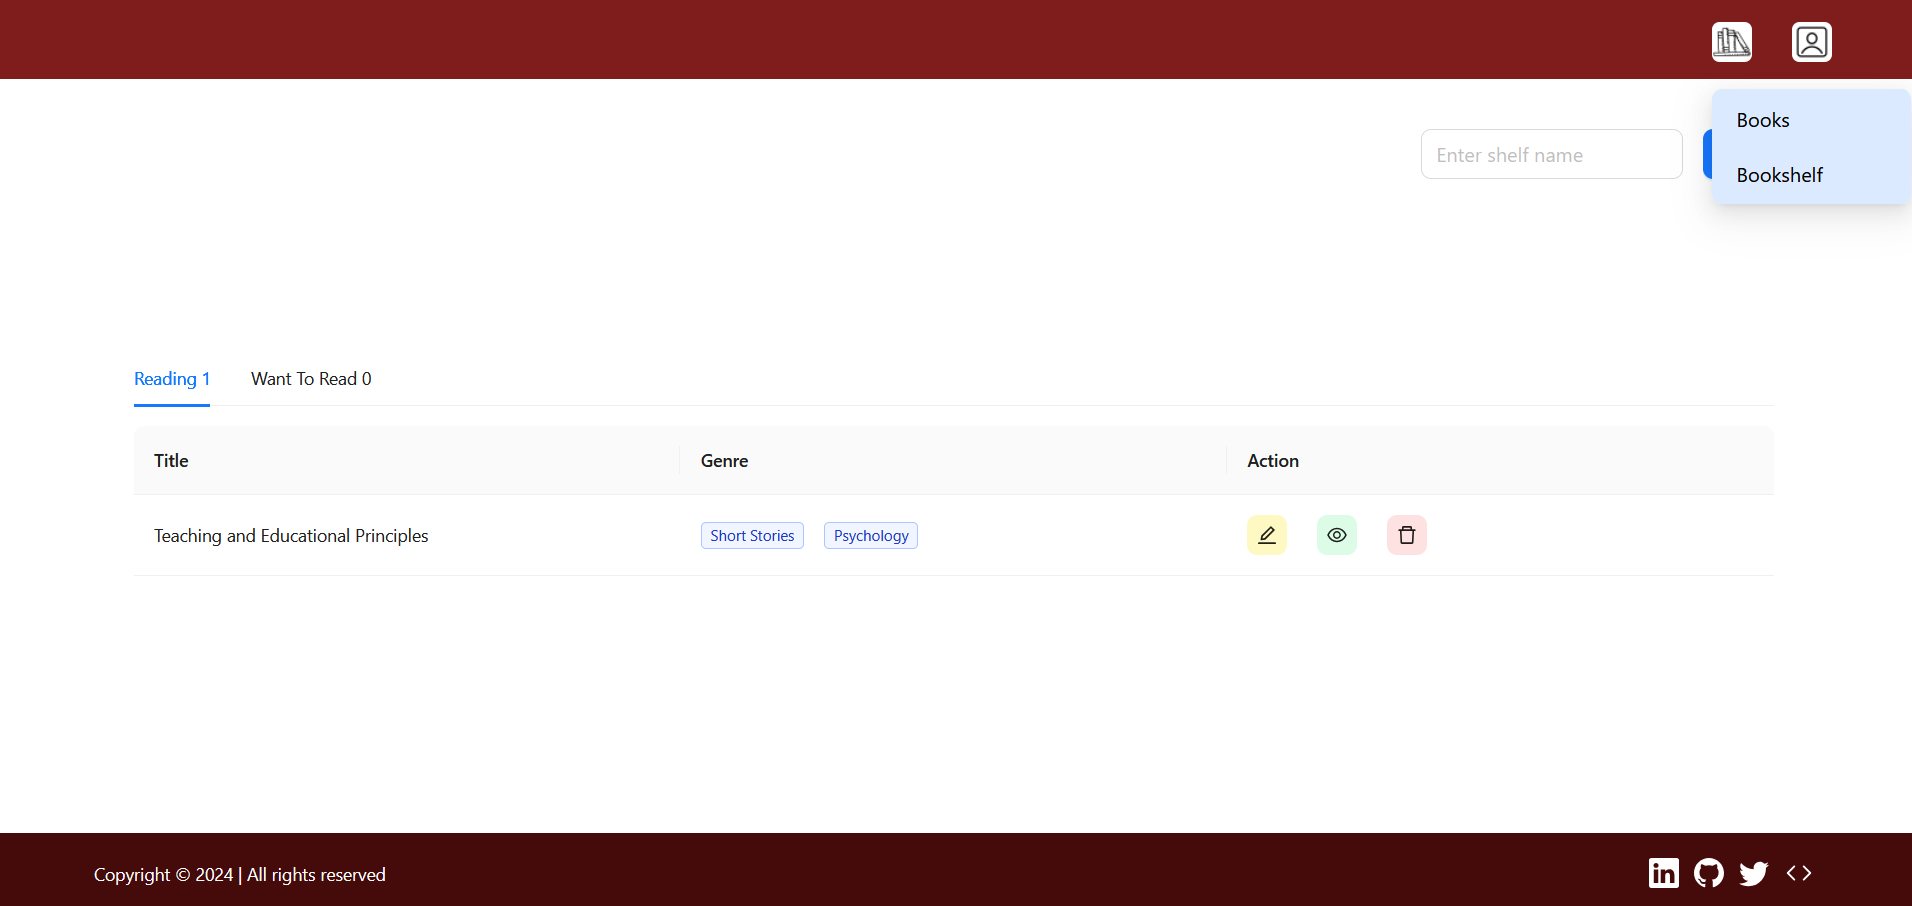 Books
Enter shelf name
Bookshelf
Reading 1 Want To Read 0
Title Genre Action
Teaching and Educational Principles Short Stories Psychology
Copyright © 2024 | All rights reserved